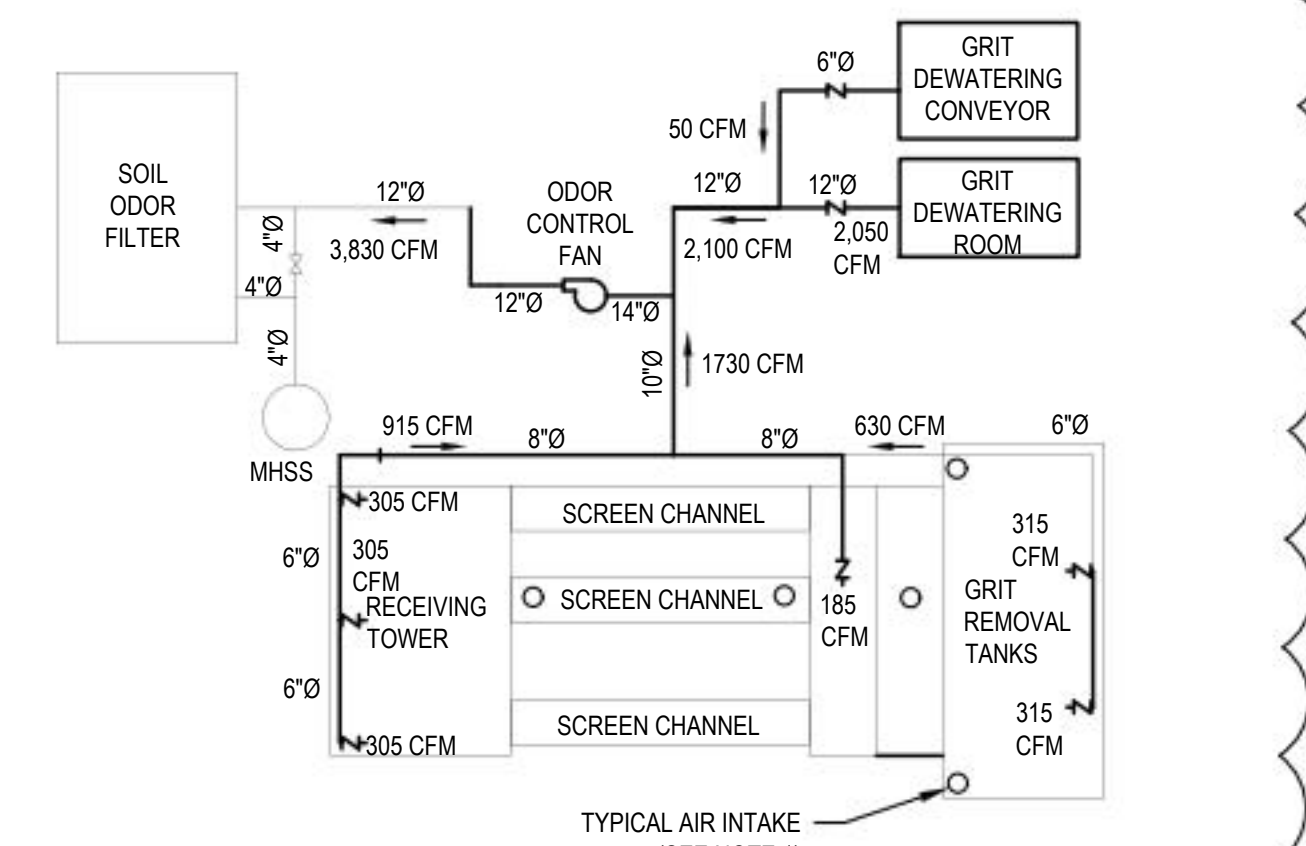 GRIT
DEWATERING
CONVEYOR
6"Ø
50 CFM
SOIL
ODOR
FILTER
12"Ø
3,830 CFM
4"Ø
4"Ø
4"Ø
MHSS
ODOR
CONTROL
FAN
12"Ø
14"Ø
12"Ø
2,100 CFM
12"Ø
2,050
CFM
GRIT
DEWATERING
ROOM
10"Ø
1730 CFM
915 CFM
8"Ø
8"Ø
630 CFM
6"Ø
305 CFM
6"Ø
305
CFM
RECEIVING
TOWER
6"Ø
305 CFM
SCREEN CHANNEL
SCREEN CHANNEL
SCREEN CHANNEL
185
CFM
315
CFM
GRIT
REMOVAL
TANKS
315
CFM
TYPICAL AIR INTAKE